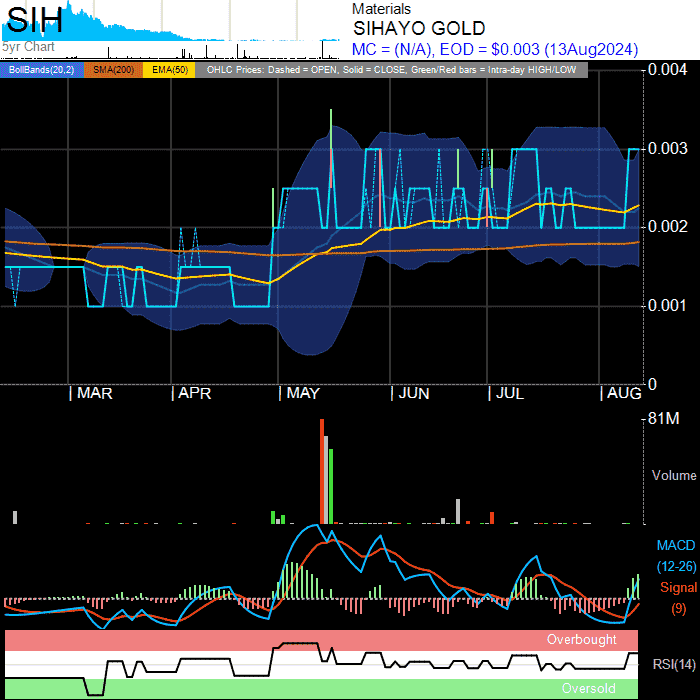 SIH
5yr Chart
Materials
SIHAYO GOLD
MC = (N/A), EOD = $0.003 (13Aug2024)
BollBands(20,2) SMA(200) EMA(50) OHLC Prices: Dashed = OPEN, Solid = CLOSE, Green/Red bars = Intra-day HIGH/LOW
0.004
0.003
0.002
0.001
0
| MAR | APR | MAY | JUN | JUL | AUG
81M
Volume
MACD
(12-26)
Signal
(9)
Overbought
RSI(14)
Oversold